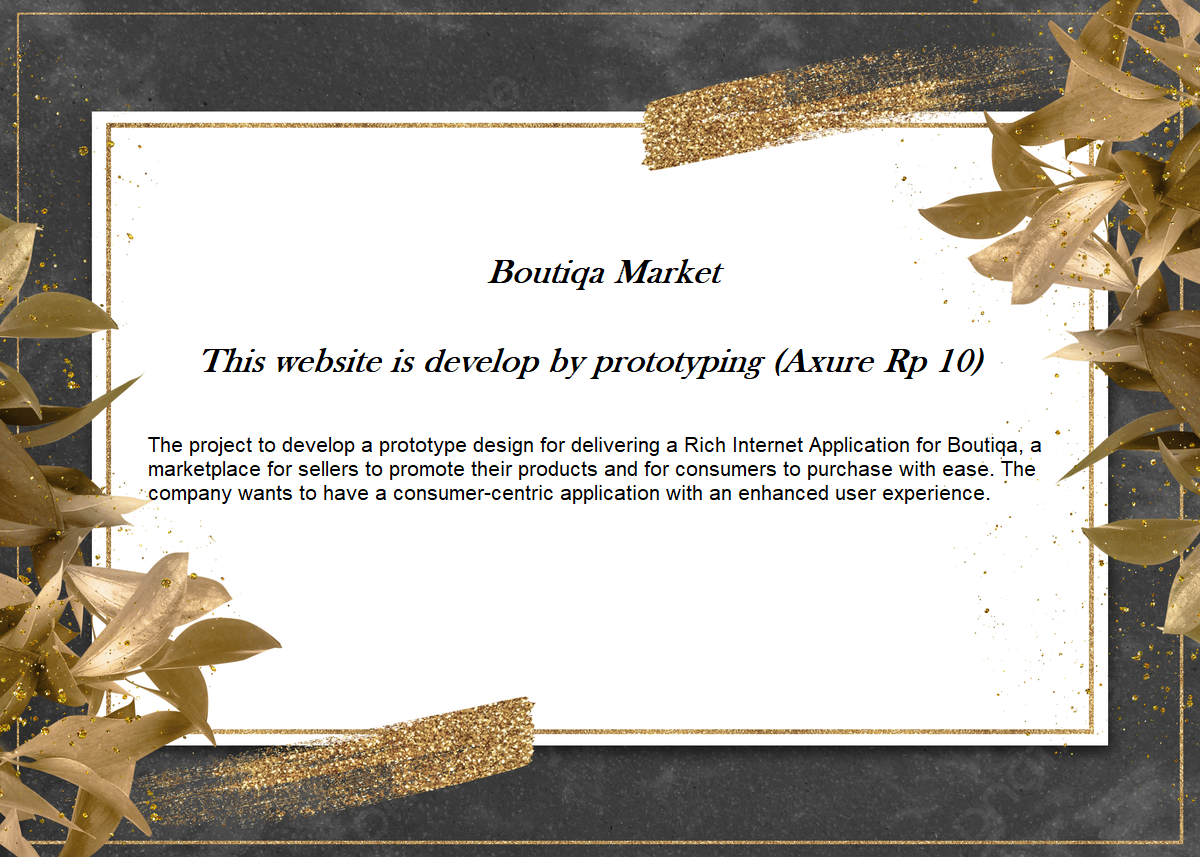 Boutiqa Market
This website is develop by prototyping (Axure Rp 10)
The project to develop a prototype design for delivering a Rich Internet Application for Boutiqa, a
marketplace for sellers to promote their products and for consumers to purchase with ease. The
company wants to have a consumer-centric application with an enhanced user experience.